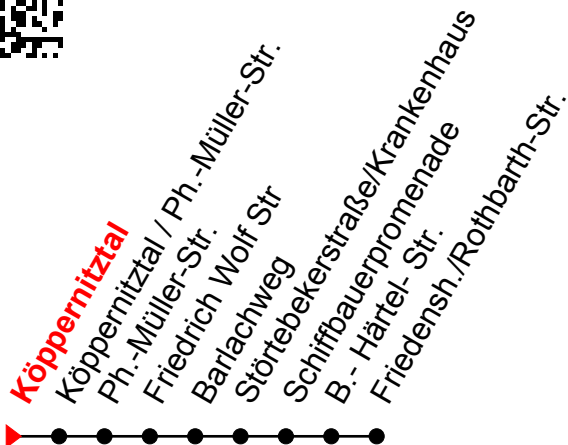 Köppernitztal
Köppernitztal / Ph.-Müller-Str.
Ph.-Müller-Str.
Friedrich Wolf Str
Barlachweg
Störtebekerstraße/Krankenhaus
Schiffbauerpromenade
B.- Härtel- Str.
Friedensh./Rothbarth-Str.